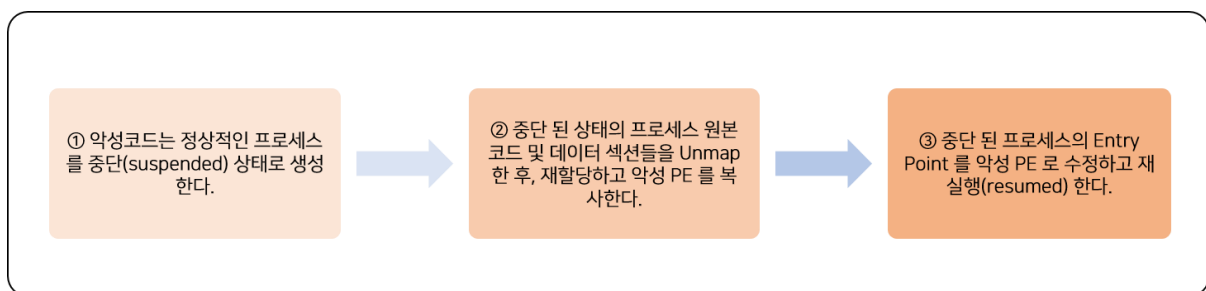 ① 악성코드는 정상적인 프로세스
를 중단(suspended) 상태로 생성
한다.
② 중단 된 상태의 프로세스 원본
코드 및 데이터 섹션들을 Unmap
한 후, 재할당하고 악성 PE 를 복
사한다.
③ 중단 된 프로세스의 Entry
Point 를 악성 PE 로 수정하고 재
실행(resumed) 한다.